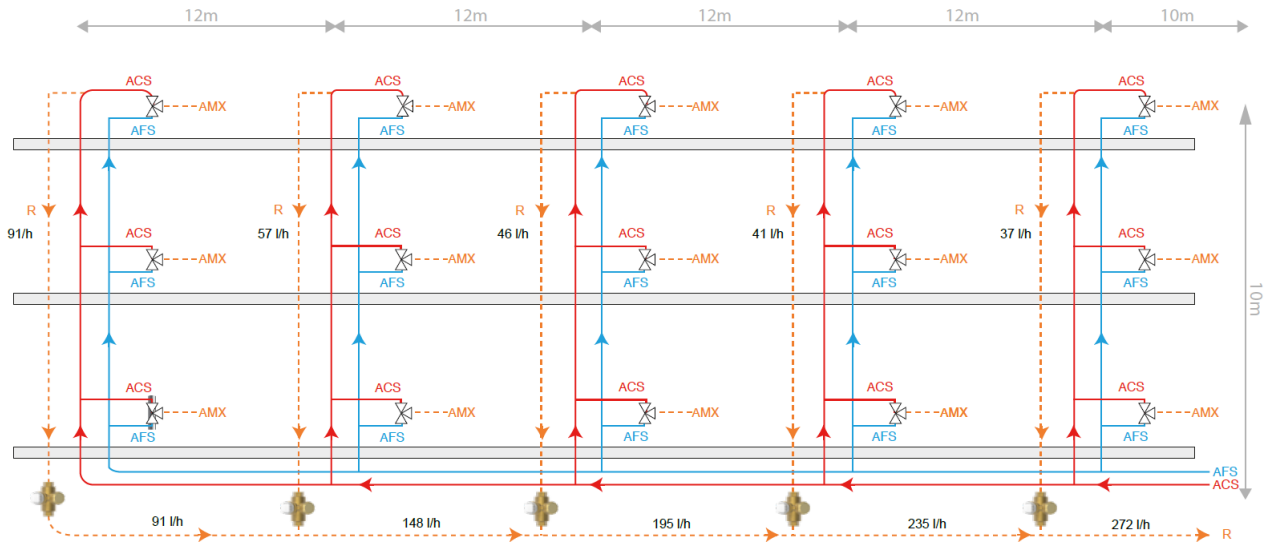 12m 12m 12m 12m 10m
ACS ACS ACS ACS ACS
AMX AMX AMX AMX AMX
AFS AFS AFS AFS AFS
R R R R R
91/h 57 l/h 46 l/h 41 l/h 37 l/h
ACS ACS ACS ACS ACS
AMX AMX AMX AMX AMX
AFS AFS AFS AFS AFS
10m
ACS ACS ACS ACS ACS
AMX AMX AMX AMX AMX
AFS AFS AFS AFS AFS
AFS
ACS
91 l/h 148 l/h 195 l/h 235 l/h 272 l/h
R